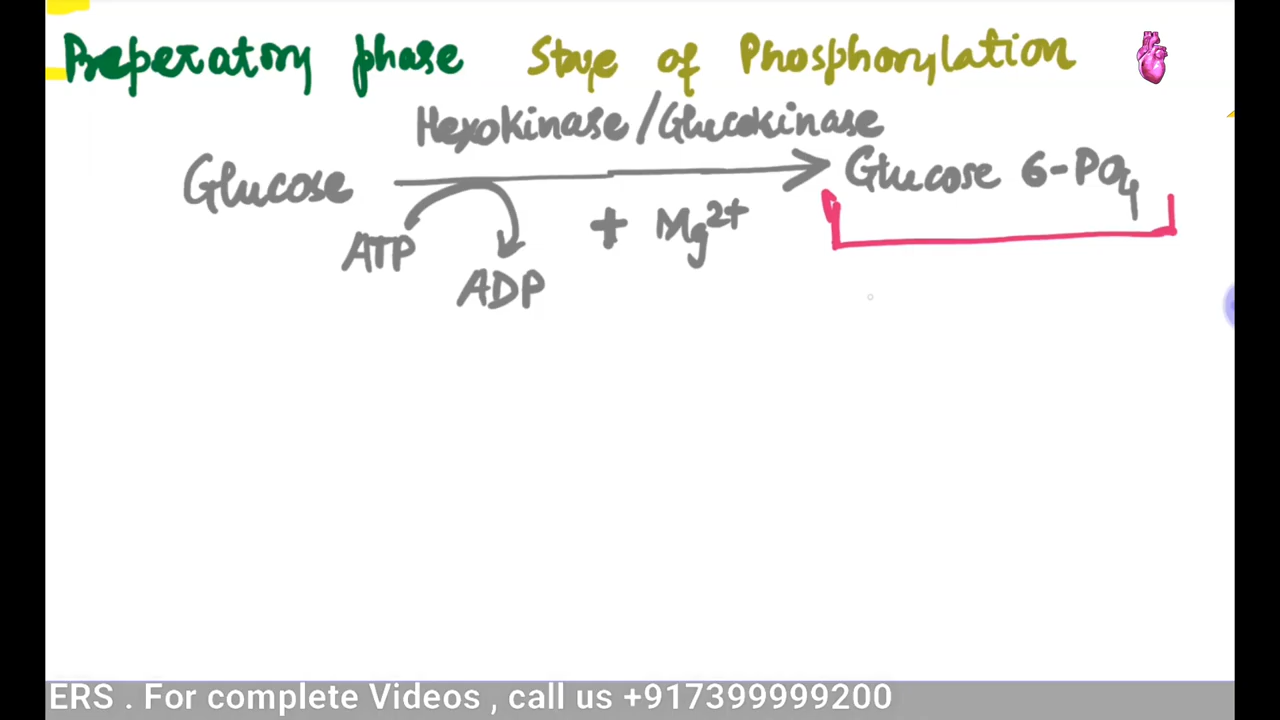 Preperatory phase Stage of Phosphorylation
Hexokinase/Glucokinase
Glucose Glucose 6-PO4
+ Mg2+
ATP
ADP
ERS . For complete Videos , call us +917399999200